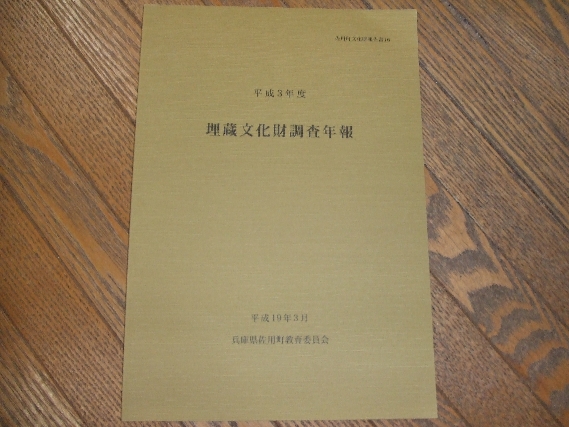 平成3年度
埋蔵文化財調査年報
平成19年3月
兵庫県佐用町教育委員会